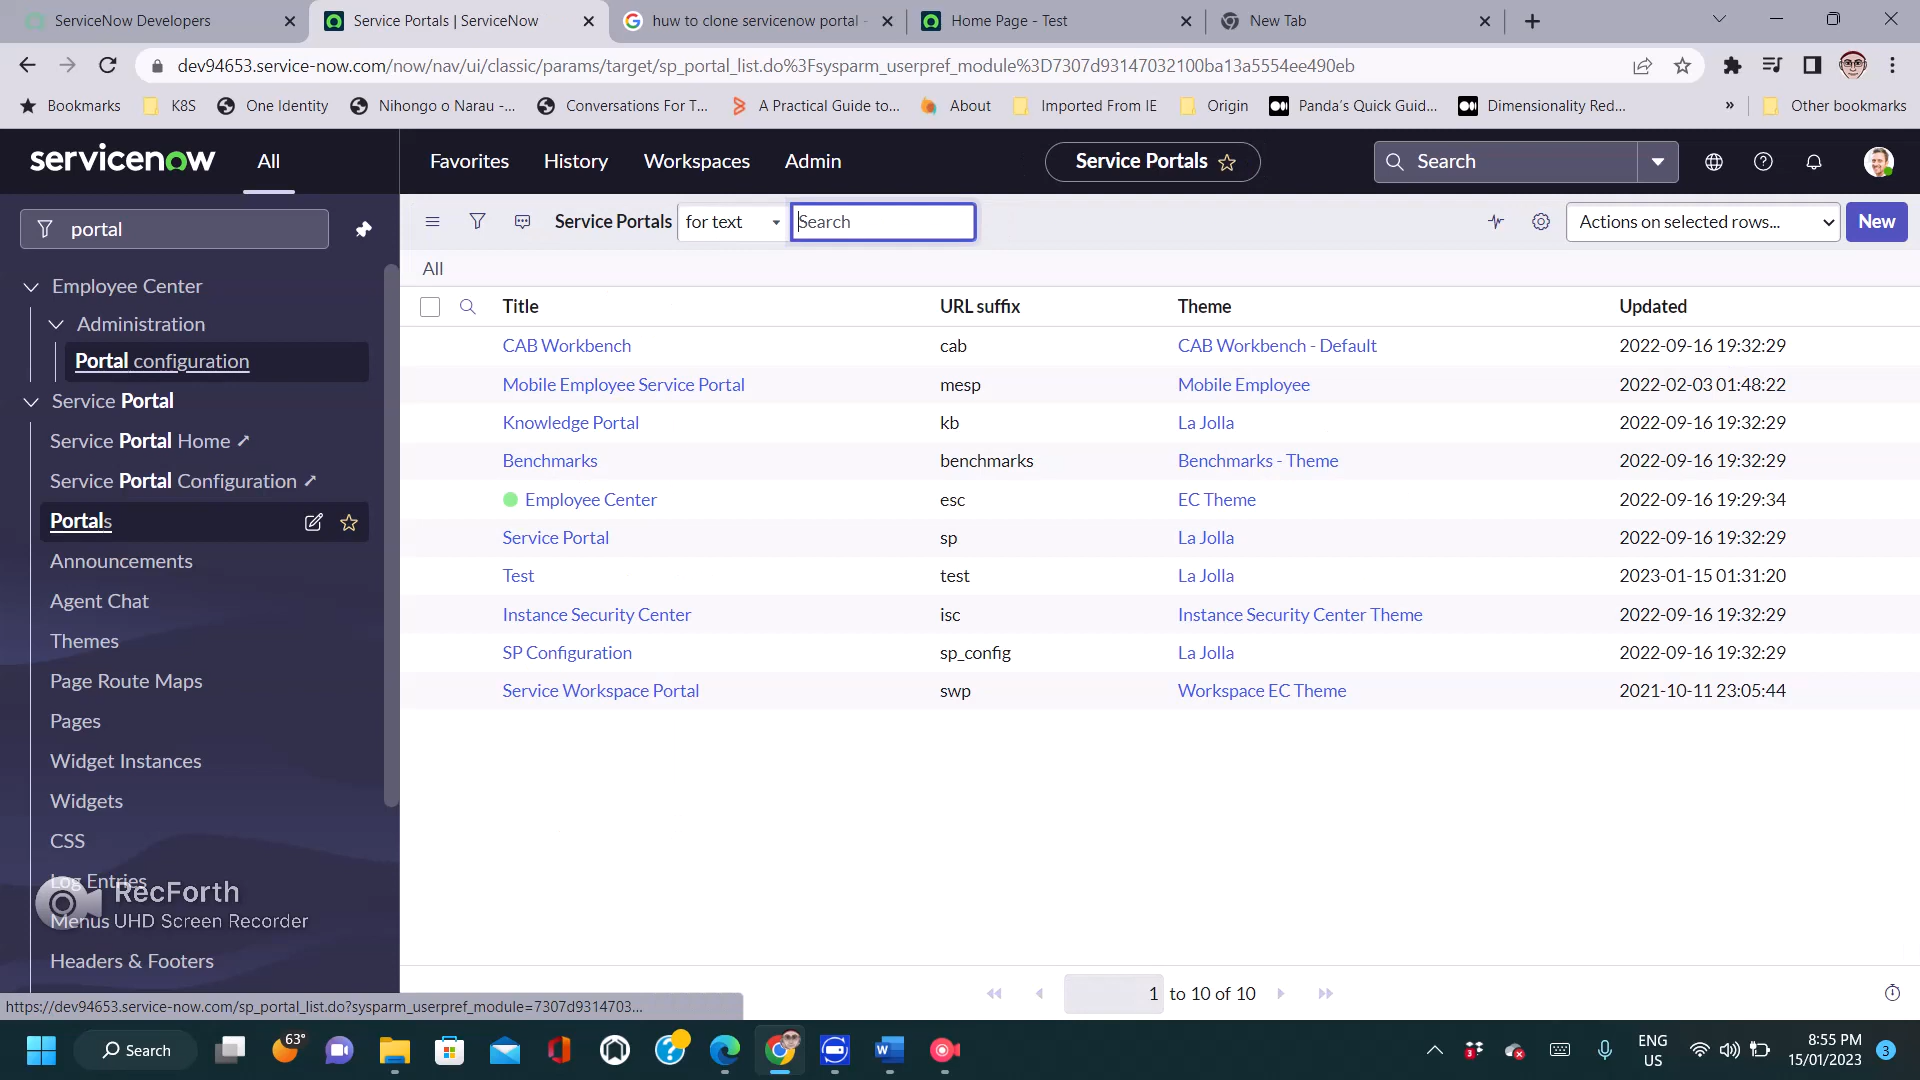 ServiceNow Developers
Service Portals | ServiceNow
huw to clone servicenow portal -
Home Page - Test
New Tab
dev94653.service-now.com/now/nav/ui/classic/params/target/sp_portal_list.do%3Fsysparm_userpref_module%3D7307d93147032100ba13a5554ee490eb
Bookmarks
K8S
One Identity
Nihongo o Narau -...
Conversations For T...
A Practical Guide to...
About
Imported From IE
Origin
Panda's Quick Guid...
Dimensionality Red...
»
Other bookmarks
servicenow
All
Favorites
History
Workspaces
Admin
Service Portals
Search
portal
Service Portals
for text
Search
Actions on selected rows...
New
All
Employee Center
Administration
Portal configuration
Service Portal
Service Portal Home
Service Portal Configuration
Portals
Announcements
Agent Chat
Themes
Page Route Maps
Pages
Widget Instances
Widgets
CSS
Log Entries
Menus
Headers & Footers
RecForth
UHD Screen Recorder
Title URL suffix Theme Updated
CAB Workbench cab CAB Workbench - Default 2022-09-16 19:32:29
Mobile Employee Service Portal mesp Mobile Employee 2022-02-03 01:48:22
Knowledge Portal kb La Jolla 2022-09-16 19:32:29
Benchmarks benchmarks Benchmarks - Theme 2022-09-16 19:32:29
Employee Center esc EC Theme 2022-09-16 19:29:34
Service Portal sp La Jolla 2022-09-16 19:32:29
Test test La Jolla 2023-01-15 01:31:20
Instance Security Center isc Instance Security Center Theme 2022-09-16 19:32:29
SP Configuration sp_config La Jolla 2022-09-16 19:32:29
Service Workspace Portal swp Workspace EC Theme 2021-10-11 23:05:44
1 to 10 of 10
https://dev94653.service-now.com/sp_portal_list.do?sysparm_userpref_module=7307d9314703...
Search
63°
ENG
US
8:55 PM
15/01/2023
3